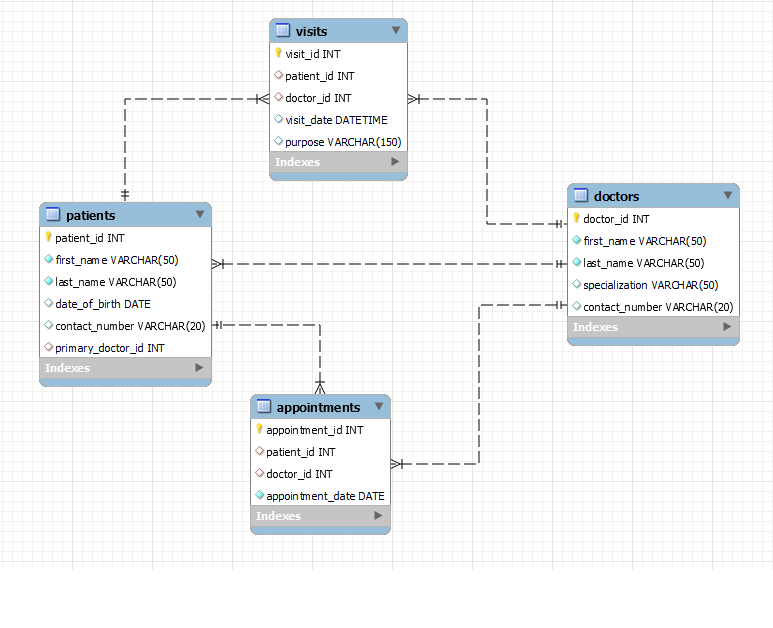 visits
visit_id INT
patient_id INT
doctor_id INT
visit_date DATETIME
purpose VARCHAR(150)
Indexes
patients
patient_id INT
first_name VARCHAR(50)
last_name VARCHAR(50)
date_of_birth DATE
contact_number VARCHAR(20)
primary_doctor_id INT
Indexes
doctors
doctor_id INT
first_name VARCHAR(50)
last_name VARCHAR(50)
specialization VARCHAR(50)
contact_number VARCHAR(20)
Indexes
appointments
appointment_id INT
patient_id INT
doctor_id INT
appointment_date DATE
Indexes